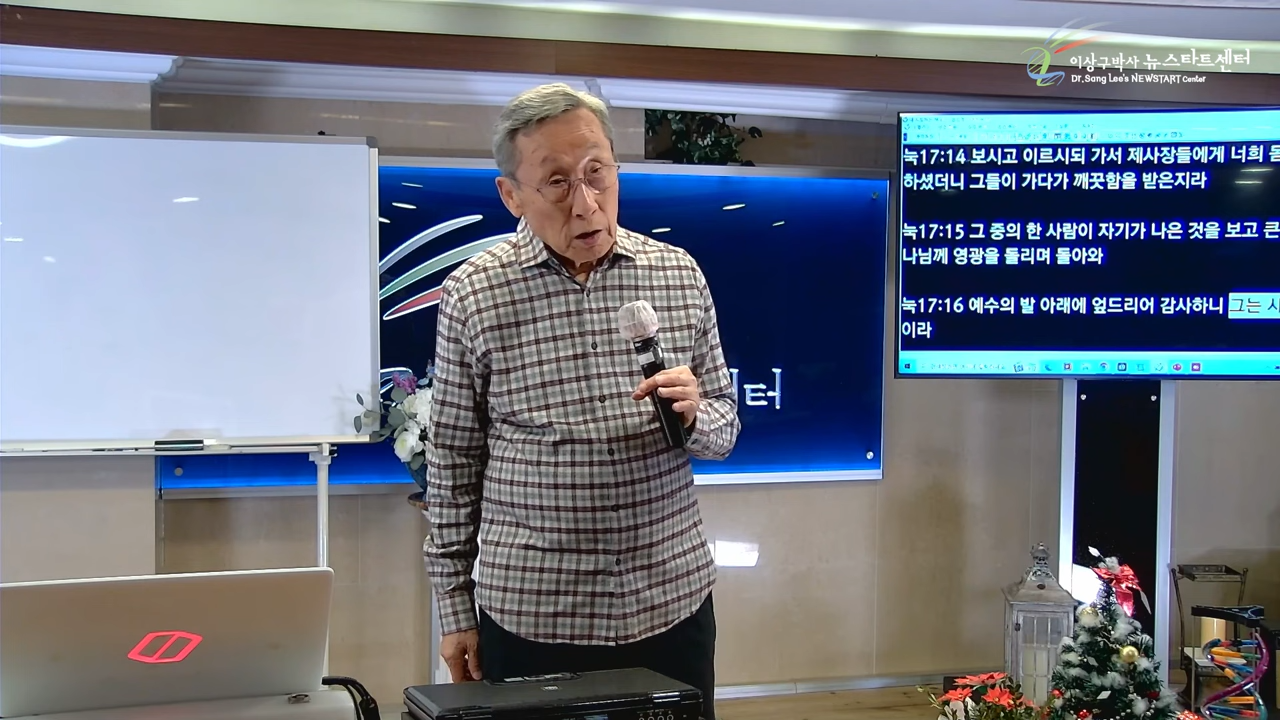 이상구박사 뉴스타트센터
Dr. Sang Lee's NEWSTART Center
눅17:14 보시고 이르시되 가서 제사장들에게 너희
하셨더니 그들이 가다가 깨끗함을 받은지라
눅17:15 그 중의 한 사람이 자기가 나은 것을 보고 큰
나님께 영광을 돌리며 돌아와
눅17:16 예수의 발 아래에 엎드리어 감사하니 그는
이라
터